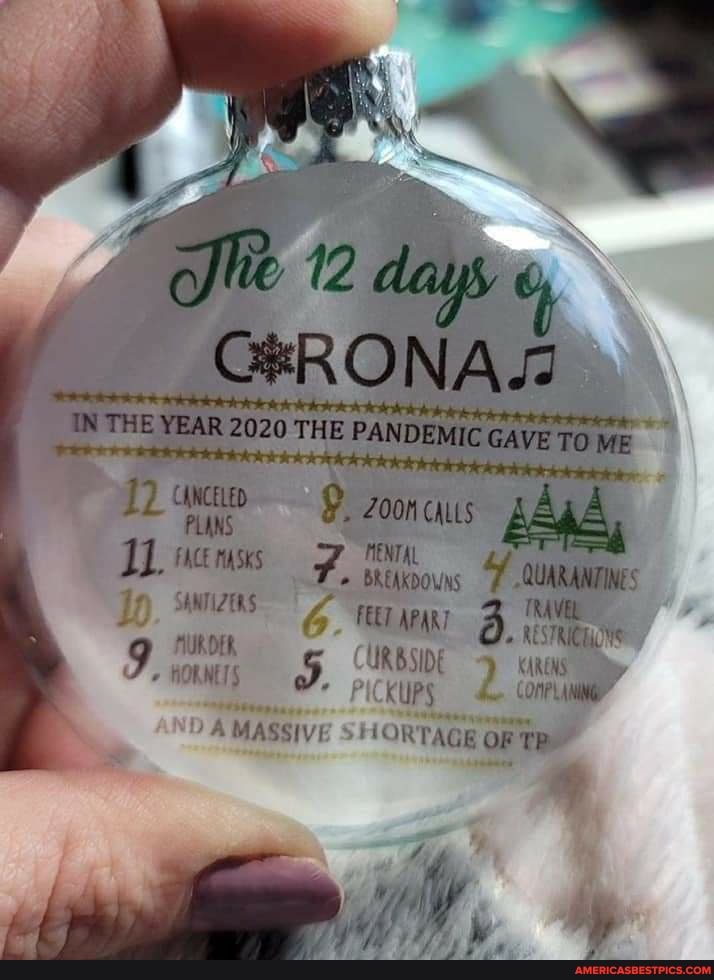 The 12 days of
CORONA
IN THE YEAR 2020 THE PANDEMIC GAVE TO ME
12 CANCELED
PLANS
11. FACE MASKS
10. SANTIZERS
9. MURDER
HORNETS
8. ZOOM CALLS
7. MENTAL
BREAKDOWNS
6. FEET APART
5. CURBSIDE
PICKUPS
4. QUARANTINES
3. TRAVEL
RESTRICTIONS
2 KARENS
COMPLANING
AND A MASSIVE SHORTAGE OF TP
AMERICASBESTPICS.COM